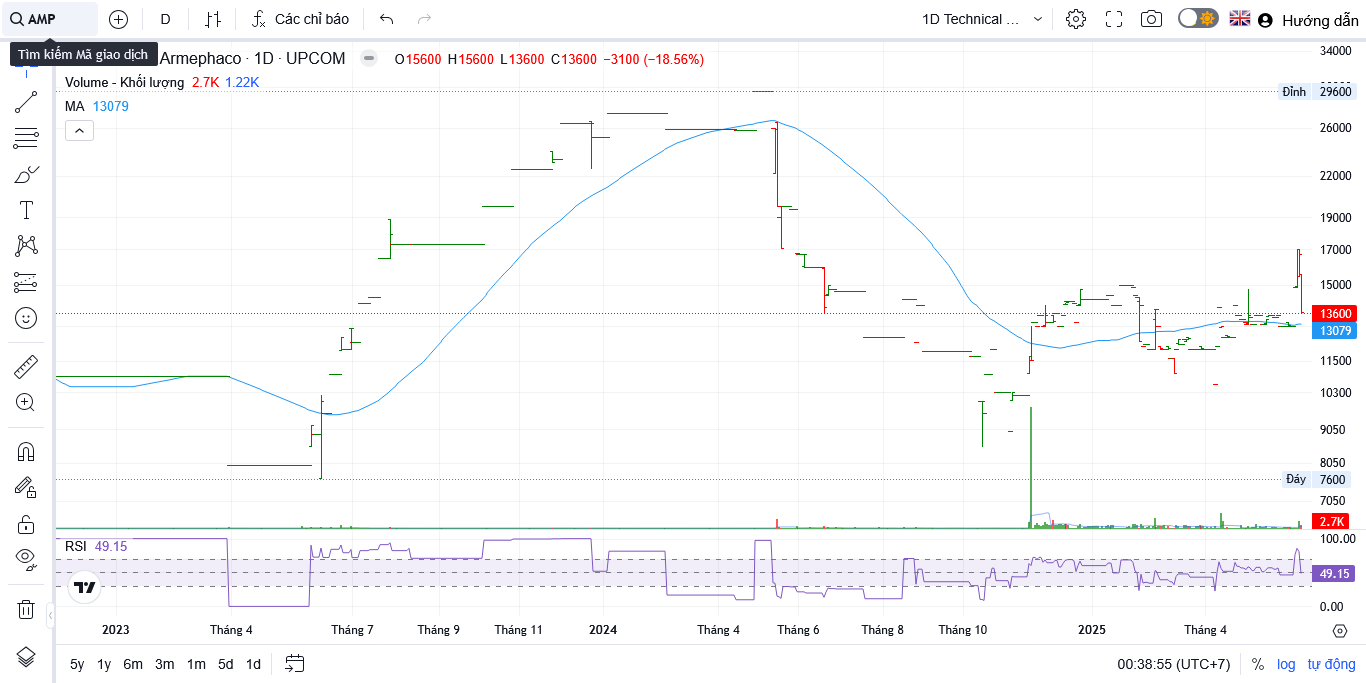 AMP
D
Các chỉ báo
1D Technical ...
Hướng dẫn
Tìm kiếm Mã giao dịch
Armephaco · 1D · UPCOM
O15600 H15600 L13600 C13600 −3100 (−18.56%)
Volume - Khối lượng 2.7K 1.22K
MA 13079
34000
Đỉnh 29600
26000
22000
19000
17000
15000
13600
13079
11500
10300
9050
8050
Đáy 7600
7050
2.7K
RSI 49.15
100.00
49.15
0.00
2023 Tháng 4 Tháng 7 Tháng 9 Tháng 11 2024 Tháng 4 Tháng 6 Tháng 8 Tháng 10 2025 Tháng 4
5y 1y 6m 3m 1m 5d 1d
00:38:55 (UTC+7) % log tự động